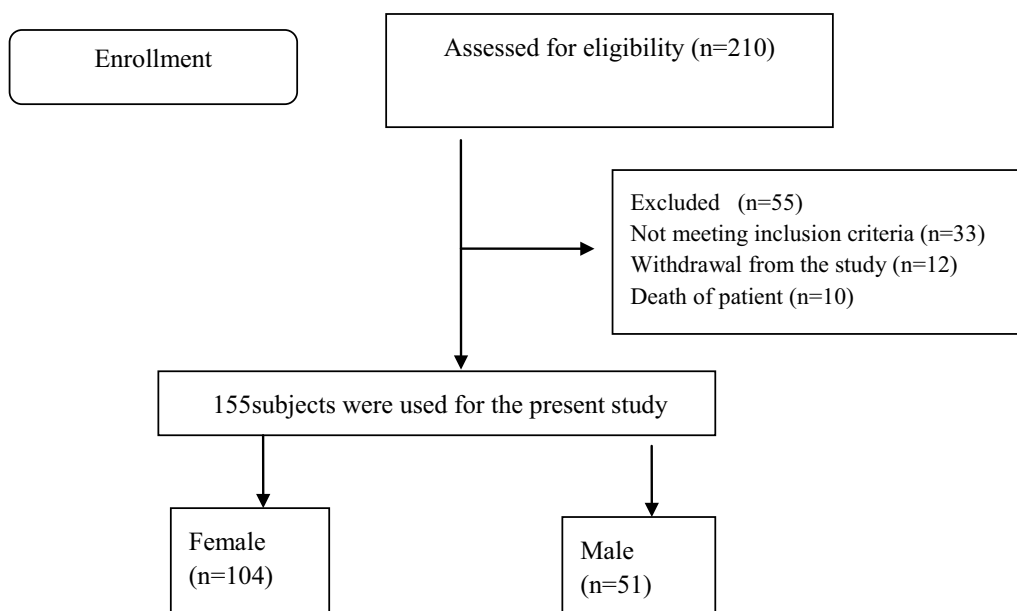 Enrollment
Assessed for eligibility (n=210)
Excluded (n=55)
Not meeting inclusion criteria (n=33)
Withdrawal from the study (n=12)
Death of patient (n=10)
155subjects were used for the present study
Female
(n=104)
Male
(n=51)